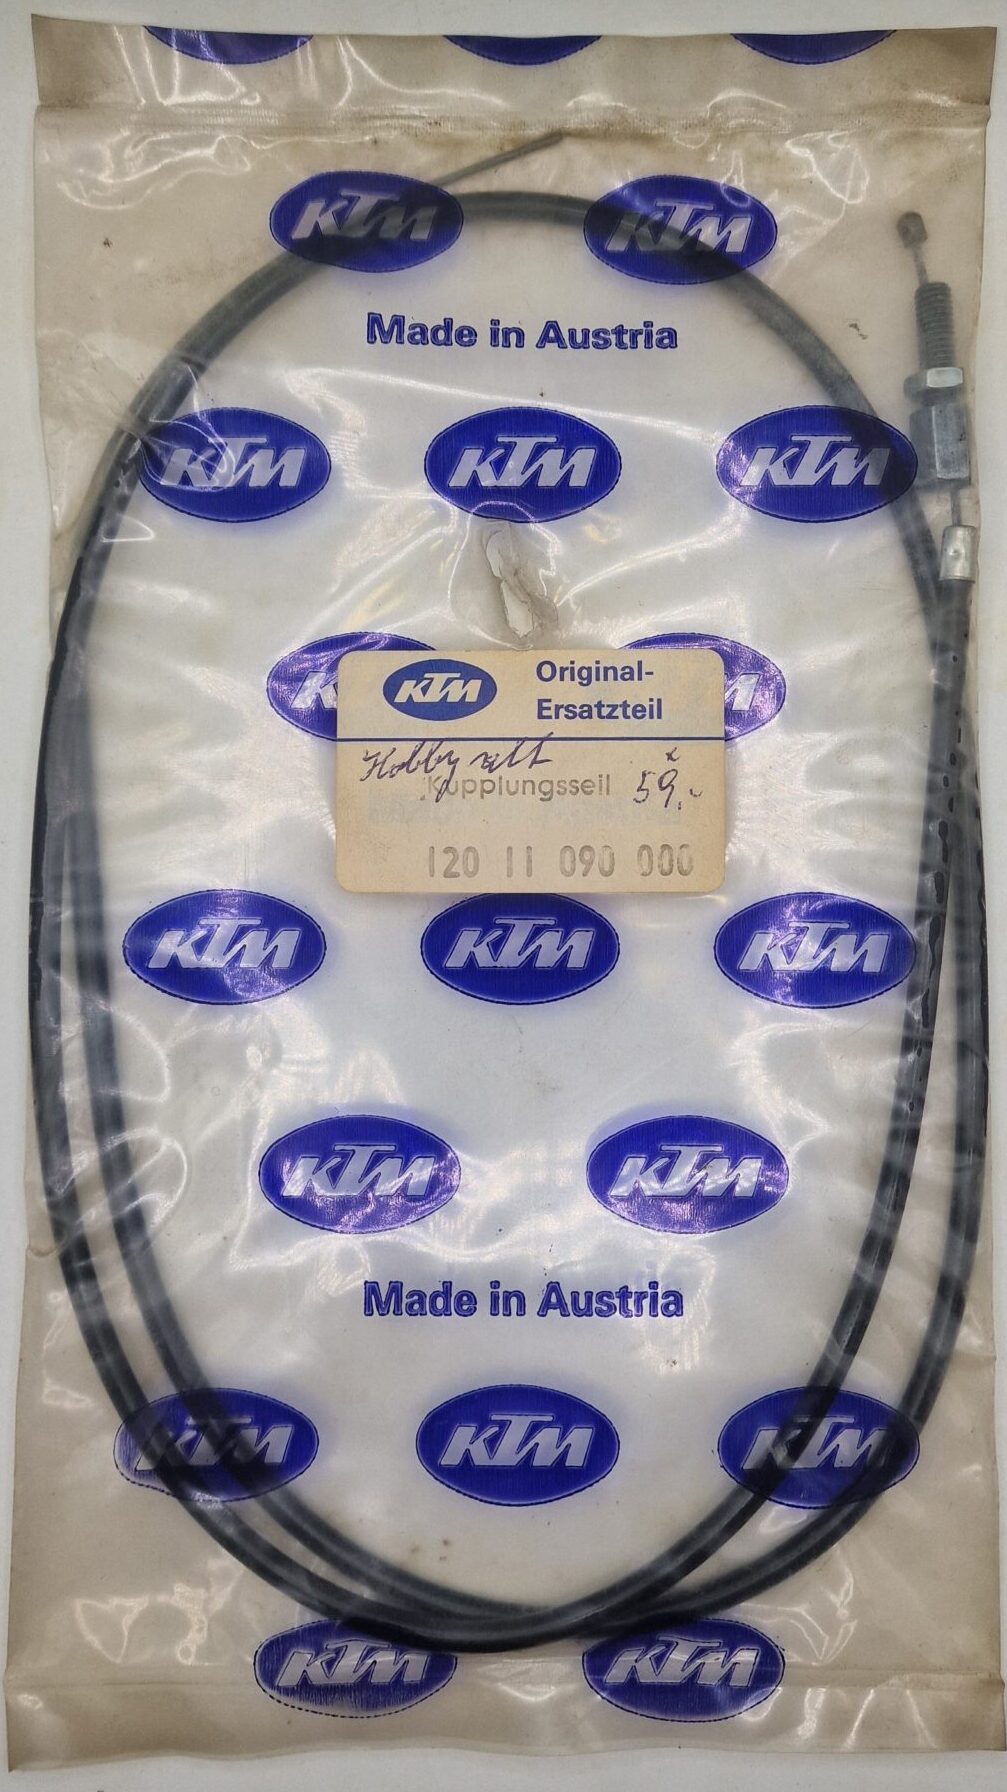 KTM KTM
Made in Austria
KTM KTM KTM
KTM Original-
Ersatzteil
Hobby alt
Kupplungsseil 59.-
120 11 090 000
KTM KTM KTM
KTM KTM
Made in Austria
KTM KTM KTM
KTM KTM